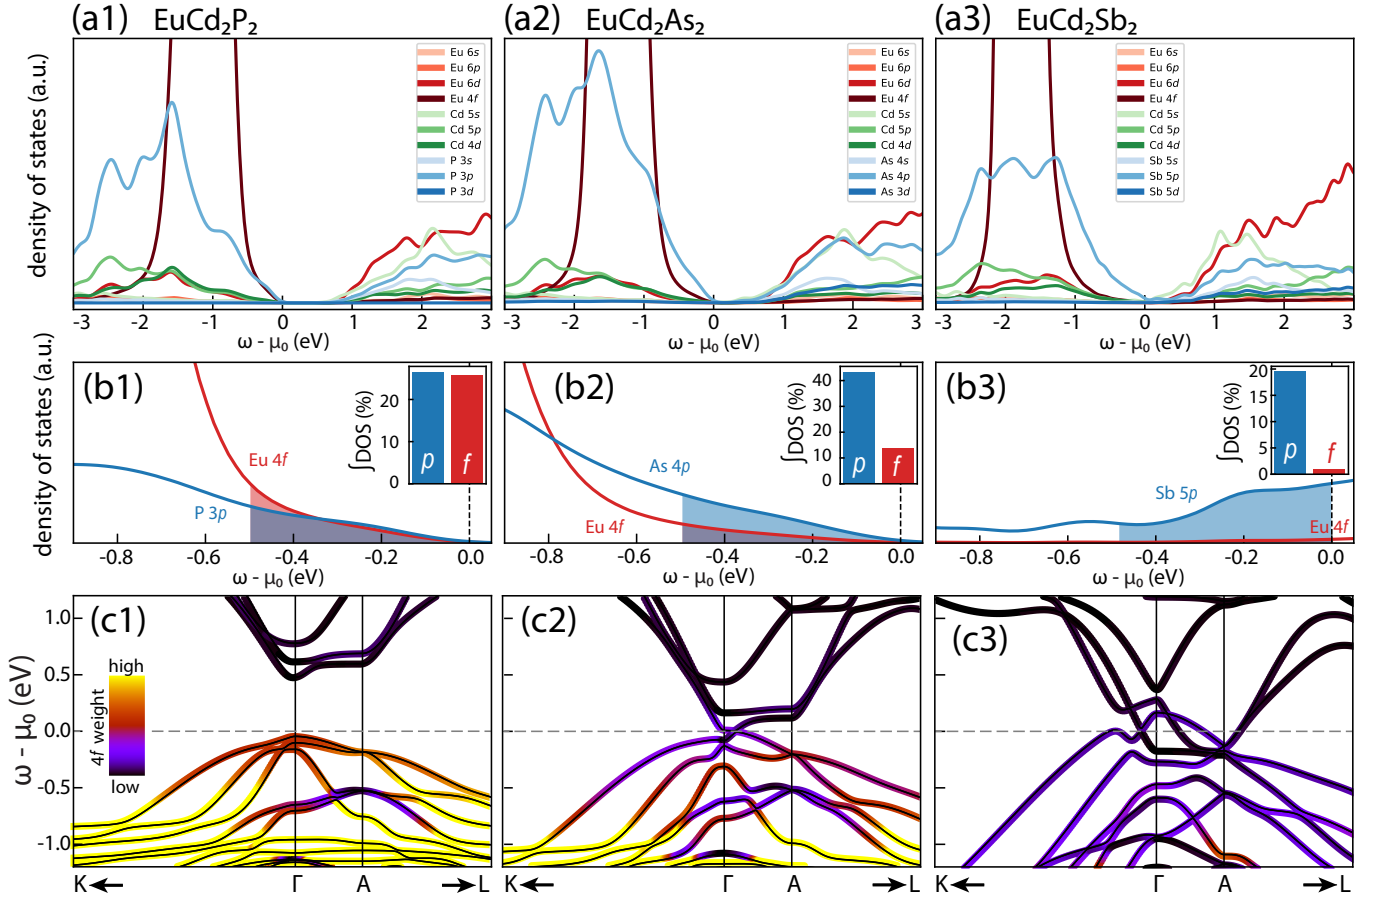 (a1) EuCd₂P₂
(a2) EuCd₂As₂
(a3) EuCd₂Sb₂
density of states (a.u.)
Eu 6s
Eu 6p
Eu 6d
Eu 4f
Cd 5s
Cd 5p
Cd 4d
P 3s
P 3p
P 3d
-3 -2 -1 0 1 2 3
ω - μ₀ (eV)
Eu 6s
Eu 6p
Eu 6d
Eu 4f
Cd 5s
Cd 5p
Cd 4d
As 4s
As 4p
As 3d
-3 -2 -1 0 1 2 3
ω - μ₀ (eV)
Eu 6s
Eu 6p
Eu 6d
Eu 4f
Cd 5s
Cd 5p
Cd 4d
Sb 5s
Sb 5p
Sb 5d
-3 -2 -1 0 1 2 3
ω - μ₀ (eV)
density of states (a.u.)
(b1)
Eu 4f
P 3p
∫DOS (%)
20
10
0
p f
-0.8 -0.6 -0.4 -0.2 0.0
ω - μ₀ (eV)
(b2)
As 4p
Eu 4f
∫DOS (%)
40
30
20
10
0
p f
-0.8 -0.6 -0.4 -0.2 0.0
ω - μ₀ (eV)
(b3)
Sb 5p
Eu 4f
∫DOS (%)
20
15
10
5
0
p f
-0.8 -0.6 -0.4 -0.2 0.0
ω - μ₀ (eV)
ω - μ₀ (eV)
1.0
0.5
0.0
-0.5
-1.0
(c1)
high
4f weight
low
K Γ A L
(c2)
K Γ A L
(c3)
K Γ A L